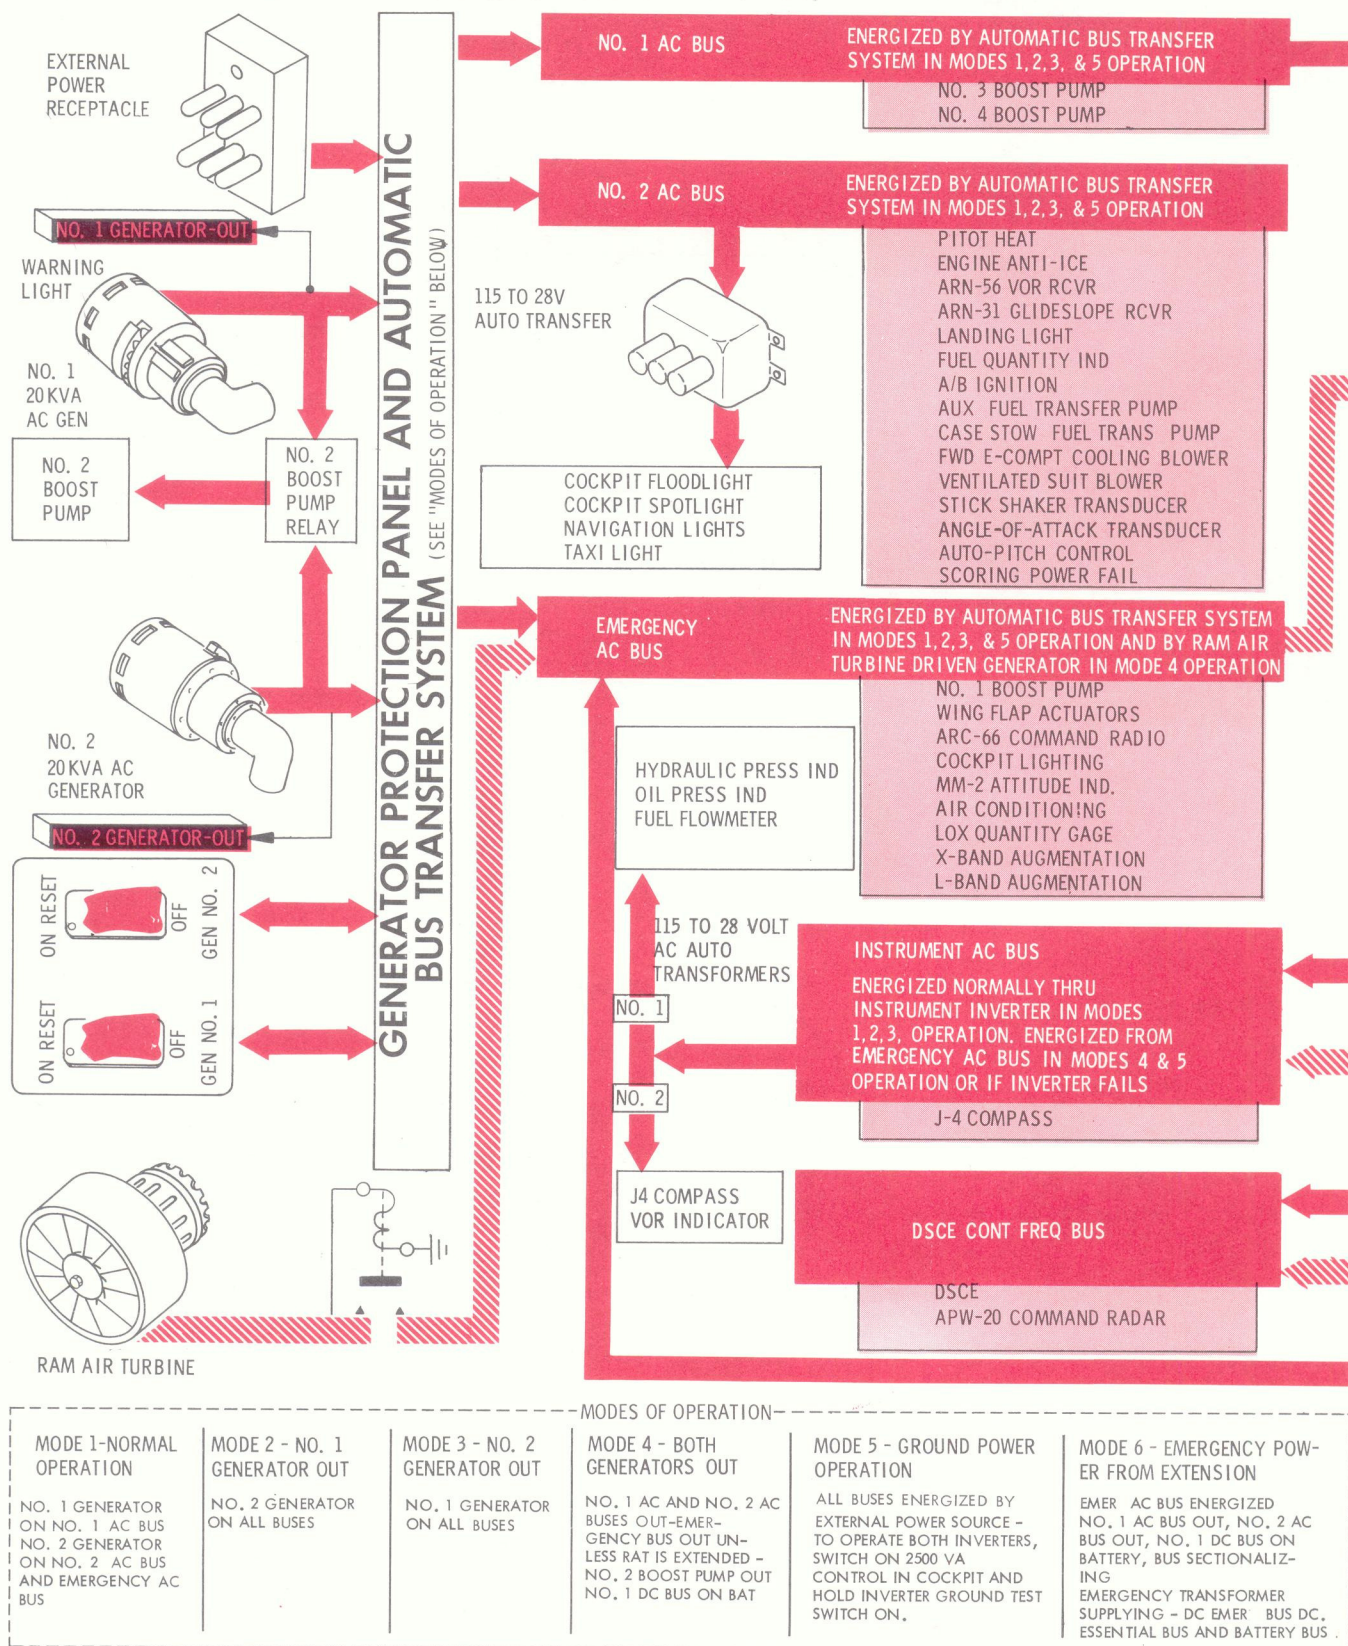 EXTERNAL
POWER
RECEPTACLE
NO. 1 GENERATOR-OUT
WARNING
LIGHT
NO. 1
20KVA
AC GEN
NO. 2
BOOST
PUMP
NO. 2
BOOST
PUMP
RELAY
NO. 2
20KVA AC
GENERATOR
NO. 2 GENERATOR-OUT
ON RESET
OFF
GEN NO. 2
ON RESET
OFF
GEN NO. 1
RAM AIR TURBINE
GENERATOR PROTECTION PANEL AND AUTOMATIC
BUS TRANSFER SYSTEM (SEE "MODES OF OPERATION" BELOW)
NO. 1 AC BUS
ENERGIZED BY AUTOMATIC BUS TRANSFER
SYSTEM IN MODES 1,2,3, & 5 OPERATION
NO. 3 BOOST PUMP
NO. 4 BOOST PUMP
NO. 2 AC BUS
ENERGIZED BY AUTOMATIC BUS TRANSFER
SYSTEM IN MODES 1,2,3, & 5 OPERATION
PITOT HEAT
ENGINE ANTI-ICE
ARN-56 VOR RCVR
ARN-31 GLIDESLOPE RCVR
LANDING LIGHT
FUEL QUANTITY IND
A/B IGNITION
AUX FUEL TRANSFER PUMP
CASE STOW FUEL TRANS PUMP
FWD E-COMPT COOLING BLOWER
VENTILATED SUIT BLOWER
STICK SHAKER TRANSDUCER
ANGLE-OF-ATTACK TRANSDUCER
AUTO-PITCH CONTROL
SCORING POWER FAIL
115 TO 28V
AUTO TRANSFER
COCKPIT FLOODLIGHT
COCKPIT SPOTLIGHT
NAVIGATION LIGHTS
TAXI LIGHT
EMERGENCY
AC BUS
ENERGIZED BY AUTOMATIC BUS TRANSFER SYSTEM
IN MODES 1,2,3, & 5 OPERATION AND BY RAM AIR
TURBINE DRIVEN GENERATOR IN MODE 4 OPERATION
NO. 1 BOOST PUMP
WING FLAP ACTUATORS
ARC-66 COMMAND RADIO
COCKPIT LIGHTING
MM-2 ATTITUDE IND.
AIR CONDITIONING
LOX QUANTITY GAGE
X-BAND AUGMENTATION
L-BAND AUGMENTATION
HYDRAULIC PRESS IND
OIL PRESS IND
FUEL FLOWMETER
115 TO 28 VOLT
AC AUTO
TRANSFORMERS
NO. 1
NO. 2
J4 COMPASS
VOR INDICATOR
INSTRUMENT AC BUS
ENERGIZED NORMALLY THRU
INSTRUMENT INVERTER IN MODES
1,2,3, OPERATION. ENERGIZED FROM
EMERGENCY AC BUS IN MODES 4 & 5
OPERATION OR IF INVERTER FAILS
J-4 COMPASS
DSCE CONT FREQ BUS
DSCE
APW-20 COMMAND RADAR
MODES OF OPERATION
MODE 1-NORMAL
OPERATION
NO. 1 GENERATOR
ON NO. 1 AC BUS
NO. 2 GENERATOR
ON NO. 2 AC BUS
AND EMERGENCY AC
BUS
MODE 2 - NO. 1
GENERATOR OUT
NO. 2 GENERATOR
ON ALL BUSES
MODE 3 - NO. 2
GENERATOR OUT
NO. 1 GENERATOR
ON ALL BUSES
MODE 4 - BOTH
GENERATORS OUT
NO. 1 AC AND NO. 2 AC
BUSES OUT-EMER-
GENCY BUS OUT UN-
LESS RAT IS EXTENDED -
NO. 2 BOOST PUMP OUT
NO. 1 DC BUS ON BAT
MODE 5 - GROUND POWER
OPERATION
ALL BUSES ENERGIZED BY
EXTERNAL POWER SOURCE -
TO OPERATE BOTH INVERTERS,
SWITCH ON 2500 VA
CONTROL IN COCKPIT AND
HOLD INVERTER GROUND TEST
SWITCH ON.
MODE 6 - EMERGENCY POW-
ER FROM EXTENSION
EMER AC BUS ENERGIZED
NO. 1 AC BUS OUT, NO. 2 AC
BUS OUT, NO. 1 DC BUS ON
BATTERY, BUS SECTIONALIZ-
ING
EMERGENCY TRANSFORMER
SUPPLYING - DC EMER BUS DC.
ESSENTIAL BUS AND BATTERY BUS .